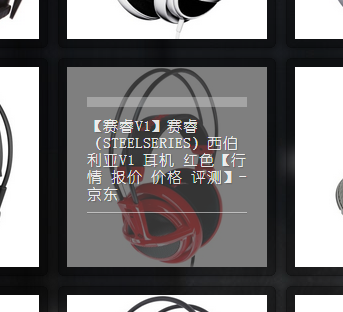 【赛睿V1】赛睿
（STEELSERIES）西伯
利亚V1 耳机 红色【行
情 报价 价格 评测】-
京东